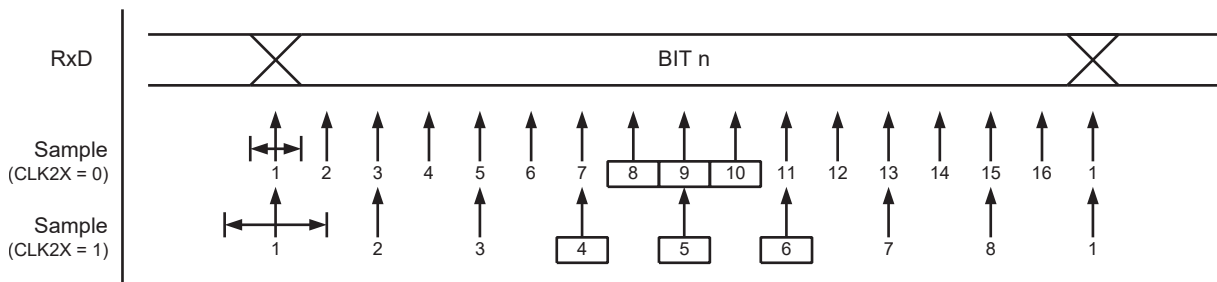 RxD BIT n
Sample
(CLK2X = 0) 1 2 3 4 5 6 7 8 9 10 11 12 13 14 15 16 1
Sample
(CLK2X = 1) 1 2 3 4 5 6 7 8 1